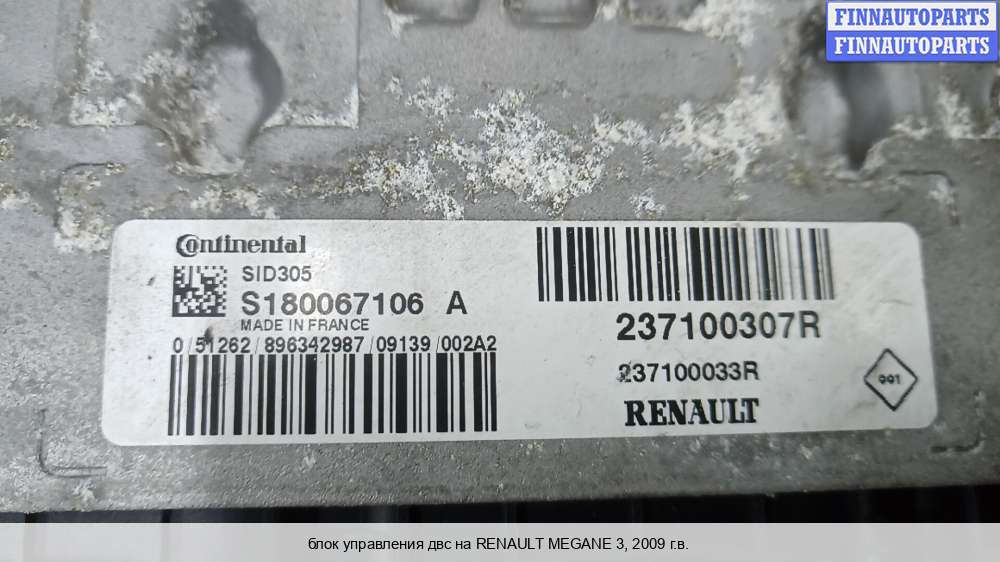 FINNAUTOPARTS
FINNAUTOPARTS
Continental
SID305
S180067106 A
MADE IN FRANCE
0/51262/896342987/09139/002A2
237100307R
237100033R
RENAULT
001
блок управления двс на RENAULT MEGANE 3, 2009 г.в.